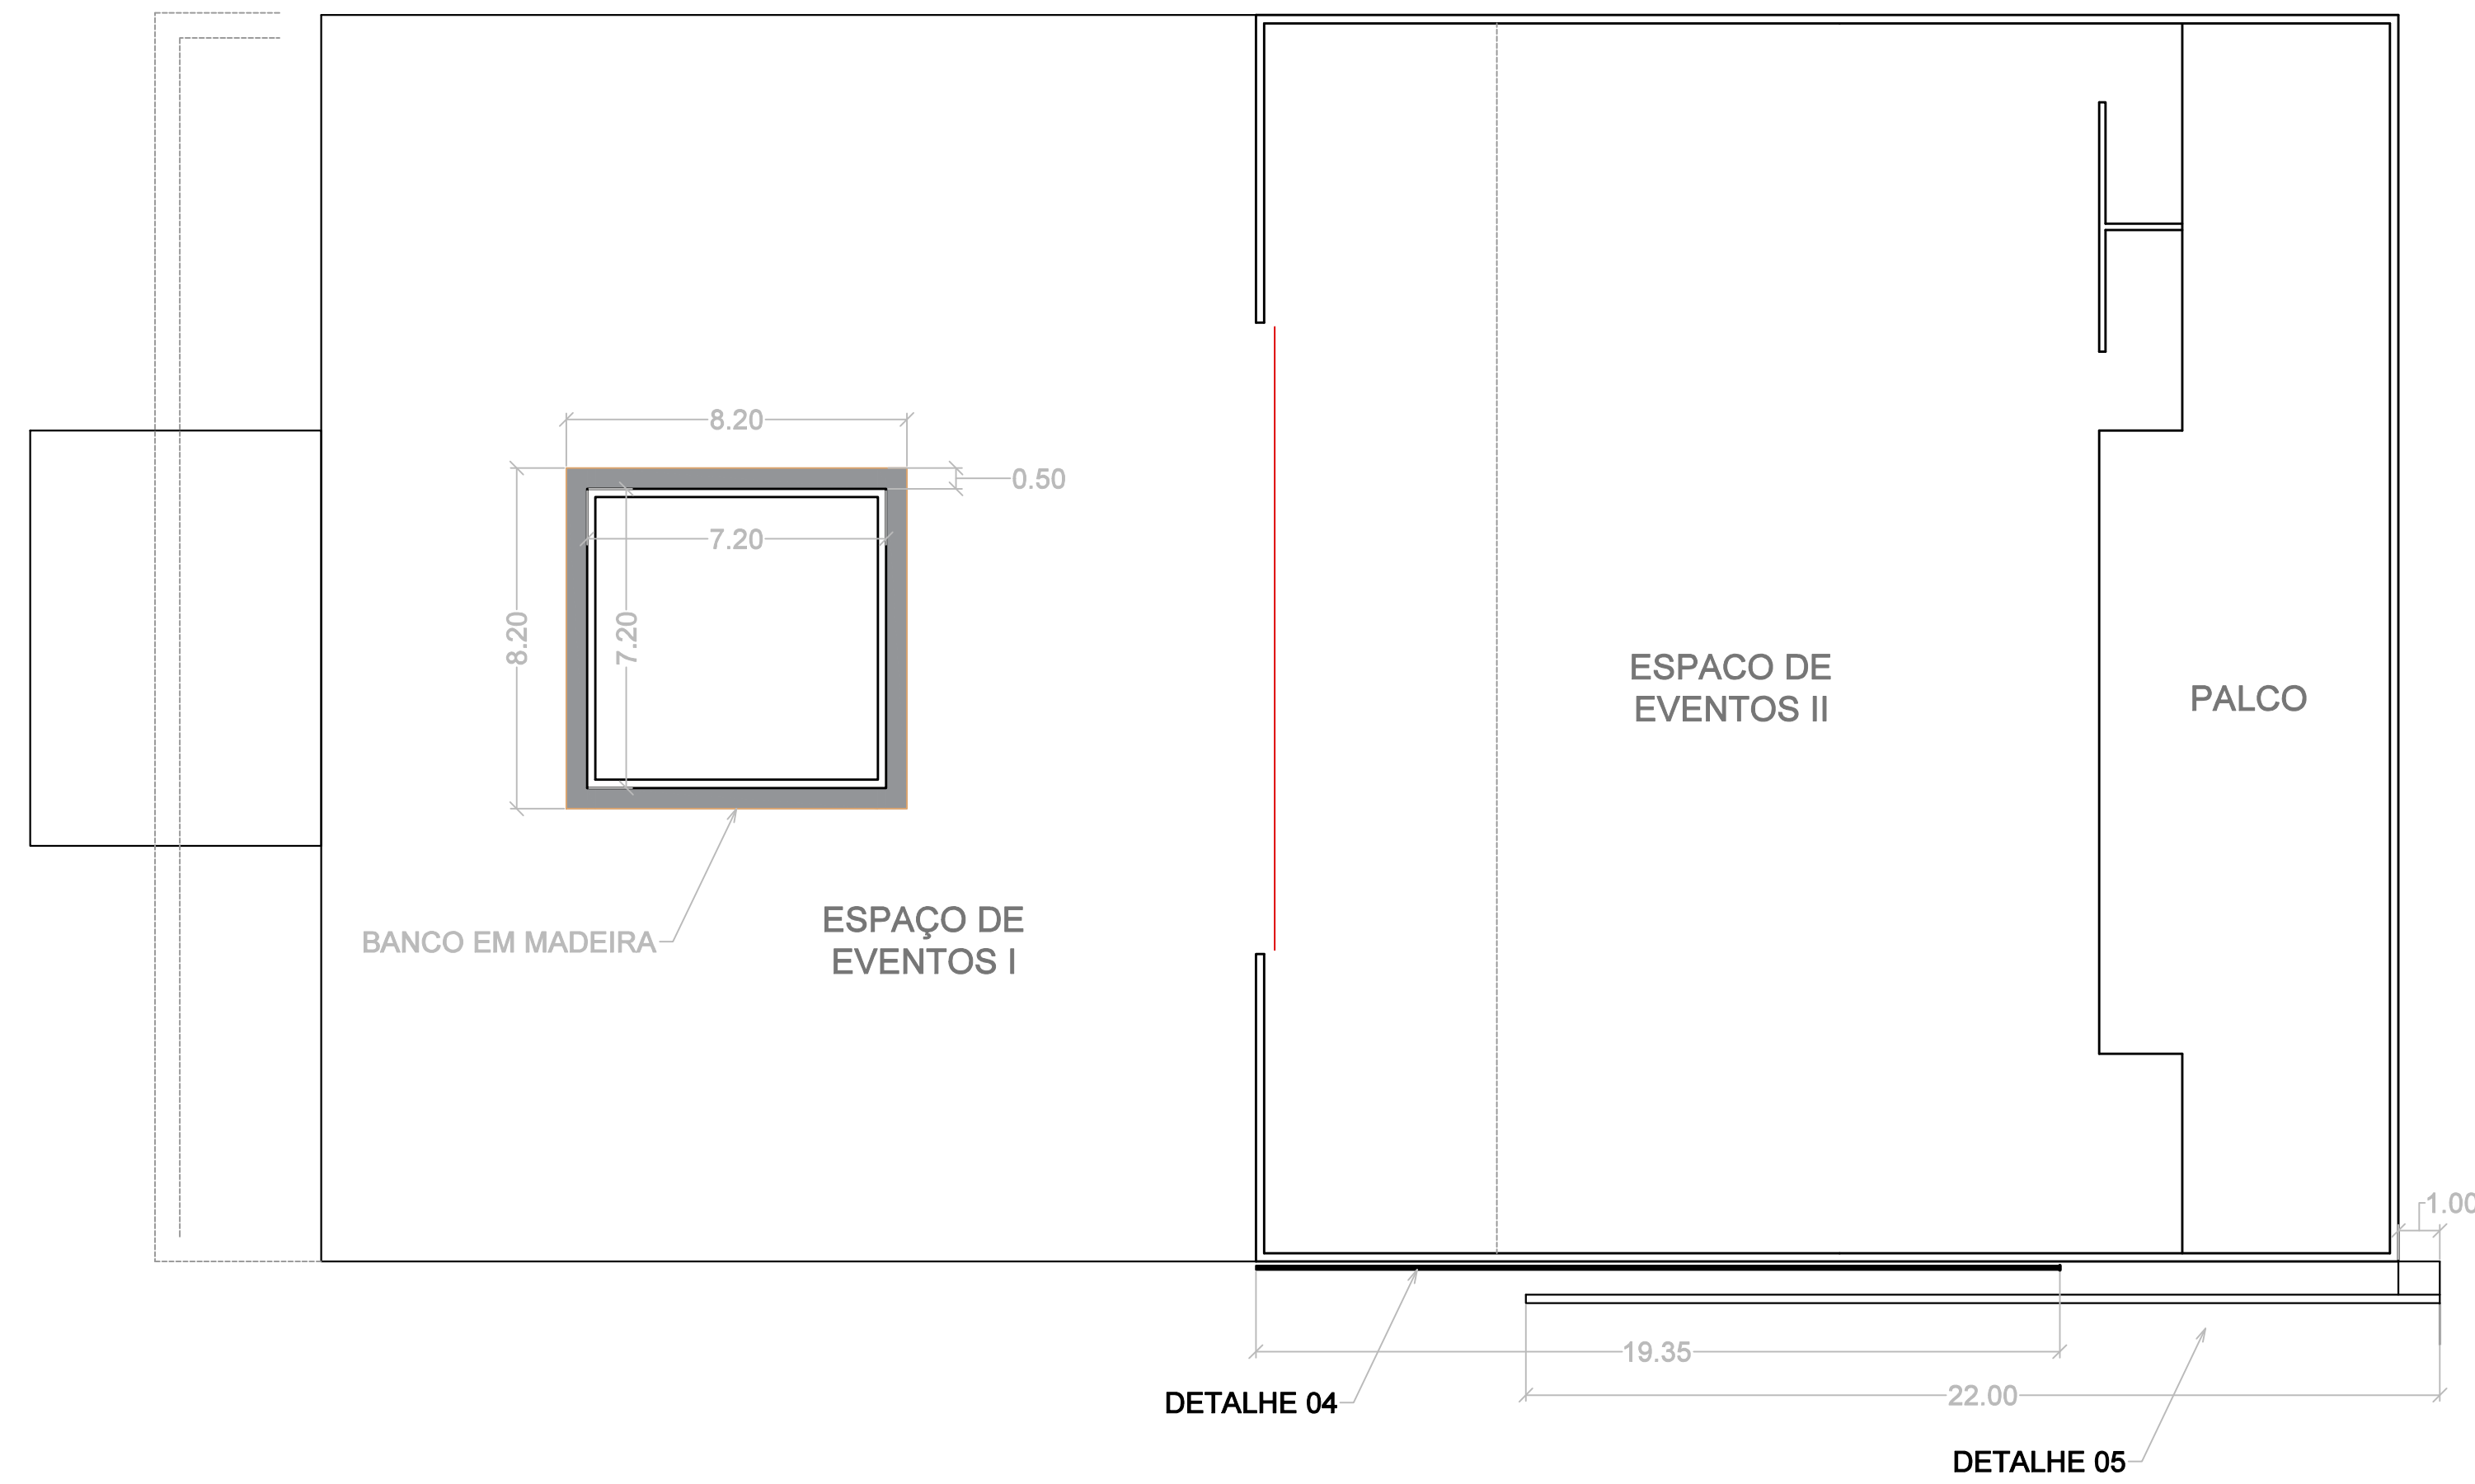 8.20
0.50
7.20
8.20
7.20
ESPAÇO DE
EVENTOS II
PALCO
ESPAÇO DE
EVENTOS I
BANCO EM MADEIRA
1.00
19.35
22.00
DETALHE 04
DETALHE 05